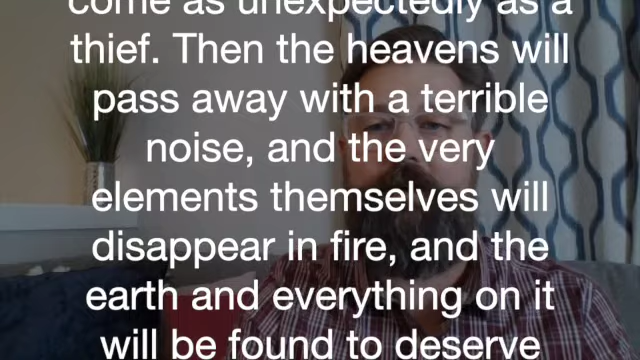 come as unexpectedly as a
thief. Then the heavens will
pass away with a terrible
noise, and the very
elements themselves will
disappear in fire, and the
earth and everything on it
will be found to deserve